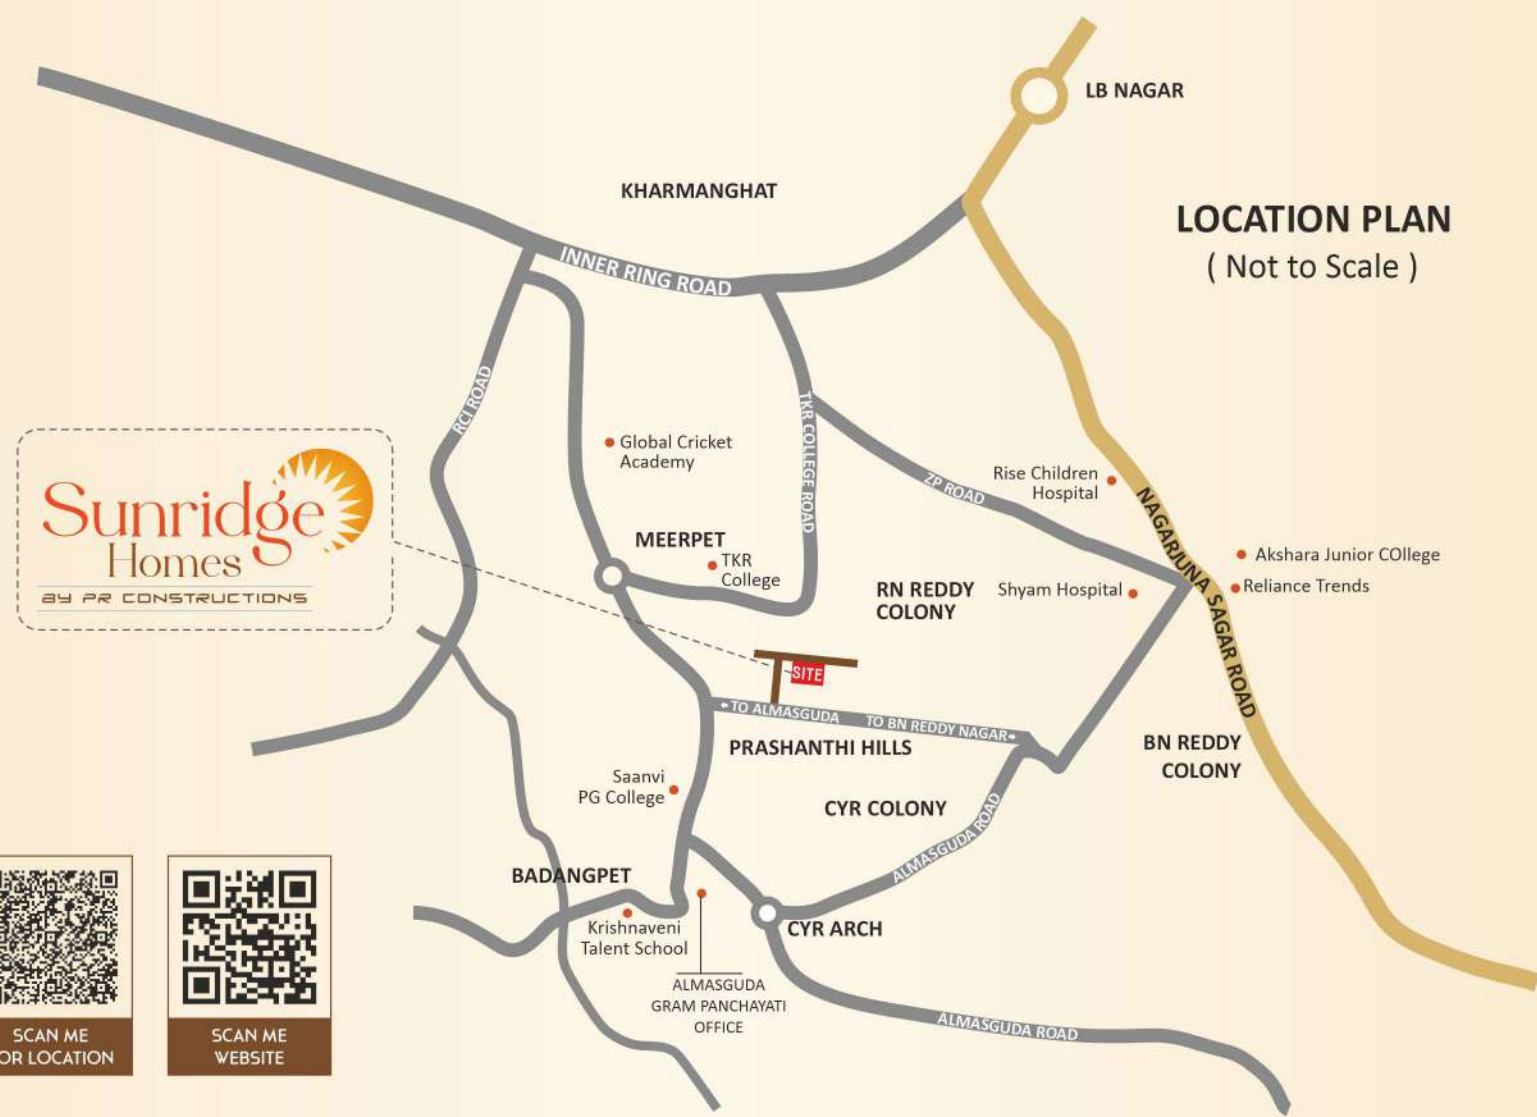 LB NAGAR
KHARMANGHAT
LOCATION PLAN
( Not to Scale )
INNER RING ROAD
RCI ROAD
TKR COLLEGE ROAD
Global Cricket
Academy
ZP ROAD
Rise Children
Hospital
NAGARJUNA SAGAR ROAD
Sunridge
Homes
BY PR CONSTRUCTIONS
MEERPET
TKR
College
RN REDDY
COLONY
Shyam Hospital
Akshara Junior COllege
Reliance Trends
SITE
TO ALMASGUDA
TO BN REDDY NAGAR
PRASHANTHI HILLS
BN REDDY
COLONY
Saanvi
PG College
CYR COLONY
ALMASGUDA ROAD
BADANGPET
Krishnaveni
Talent School
CYR ARCH
ALMASGUDA
GRAM PANCHAYATI
OFFICE
ALMASGUDA ROAD
SCAN ME
OR LOCATION
SCAN ME
WEBSITE